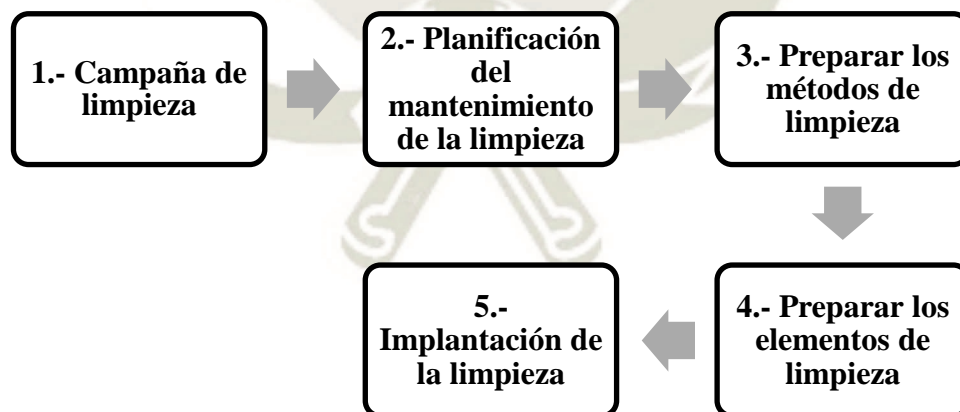 1.- Campaña de
limpieza
2.- Planificación
del
mantenimiento
de la limpieza
3.- Preparar los
métodos de
limpieza
4.- Preparar los
elementos de
limpieza
5.-
Implantación de
la limpieza